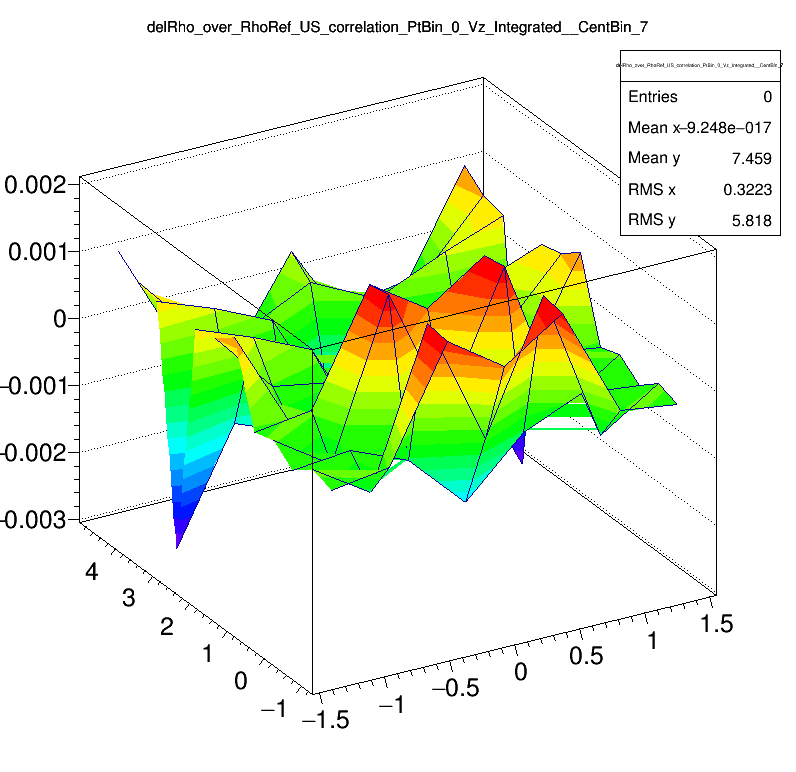 delRho_over_RhoRef_US_correlation_PtBin_0_Vz_Integrated__CentBin_7
delRho_over_RhoRef_US_correlation_PtBin_0_Vz_Integrated__CentBin_7
Entries 0
Mean x −9.248e−017
Mean y 7.459
RMS x 0.3223
RMS y 5.818
0.002
0.001
0
−0.001
−0.002
−0.003
4
3
2
1
0
−1
−1.5
−1
−0.5
0
0.5
1
1.5